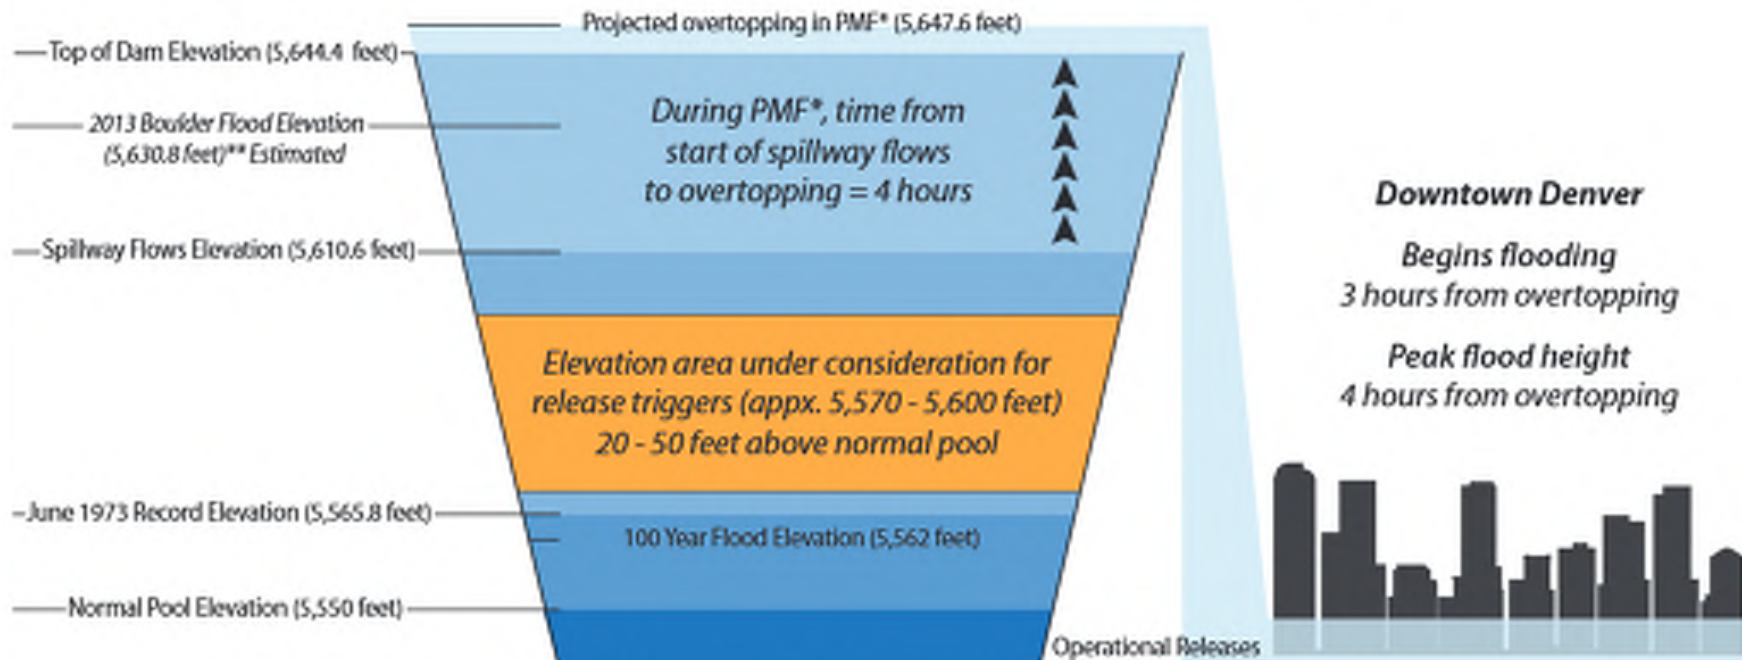 Projected overtopping in PMF* (5,647.6 feet)
Top of Dam Elevation (5,644.4 feet)
2013 Boulder Flood Elevation
(5,630.8 feet)** Estimated
During PMF*, time from
start of spillway flows
to overtopping = 4 hours
Spillway Flows Elevation (5,610.6 feet)
Elevation area under consideration for
release triggers (appx. 5,570 - 5,600 feet)
20 - 50 feet above normal pool
June 1973 Record Elevation (5,565.8 feet)
100 Year Flood Elevation (5,562 feet)
Normal Pool Elevation (5,550 feet)
Operational Releases
Downtown Denver
Begins flooding
3 hours from overtopping
Peak flood height
4 hours from overtopping